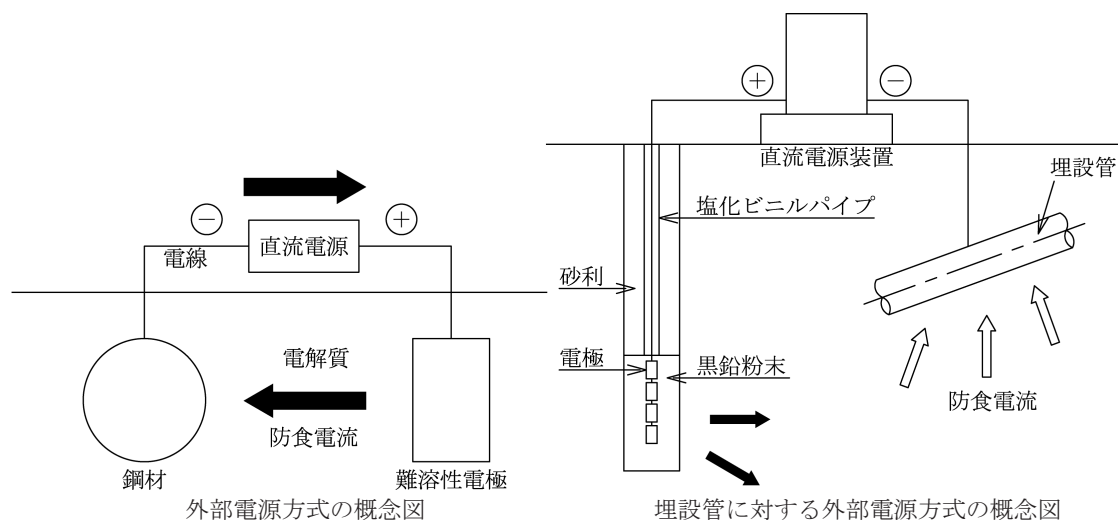 ⊖
⊕
電線
直流電源
電解質
防食電流
鋼材
難溶性電極
外部電源方式の概念図
⊕
⊖
直流電源装置
埋設管
塩化ビニルパイプ
砂利
電極
黒鉛粉末
防食電流
埋設管に対する外部電源方式の概念図